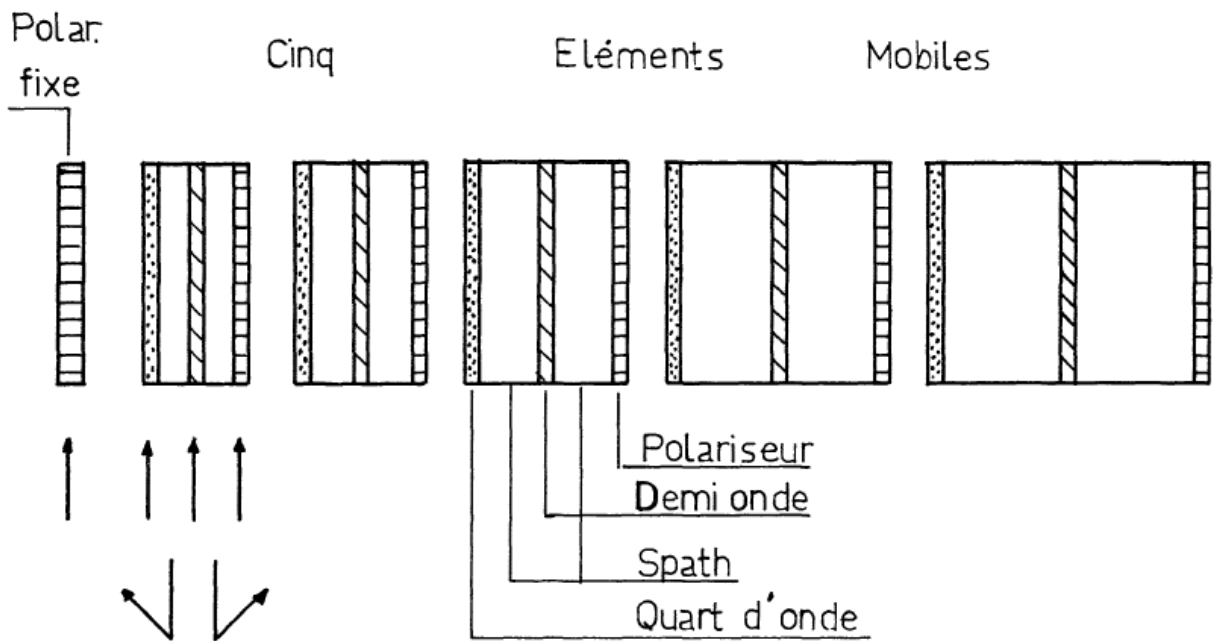 Polar.
fixe
Cinq Eléments Mobiles
Polariseur
Demi onde
Spath
Quart d'onde